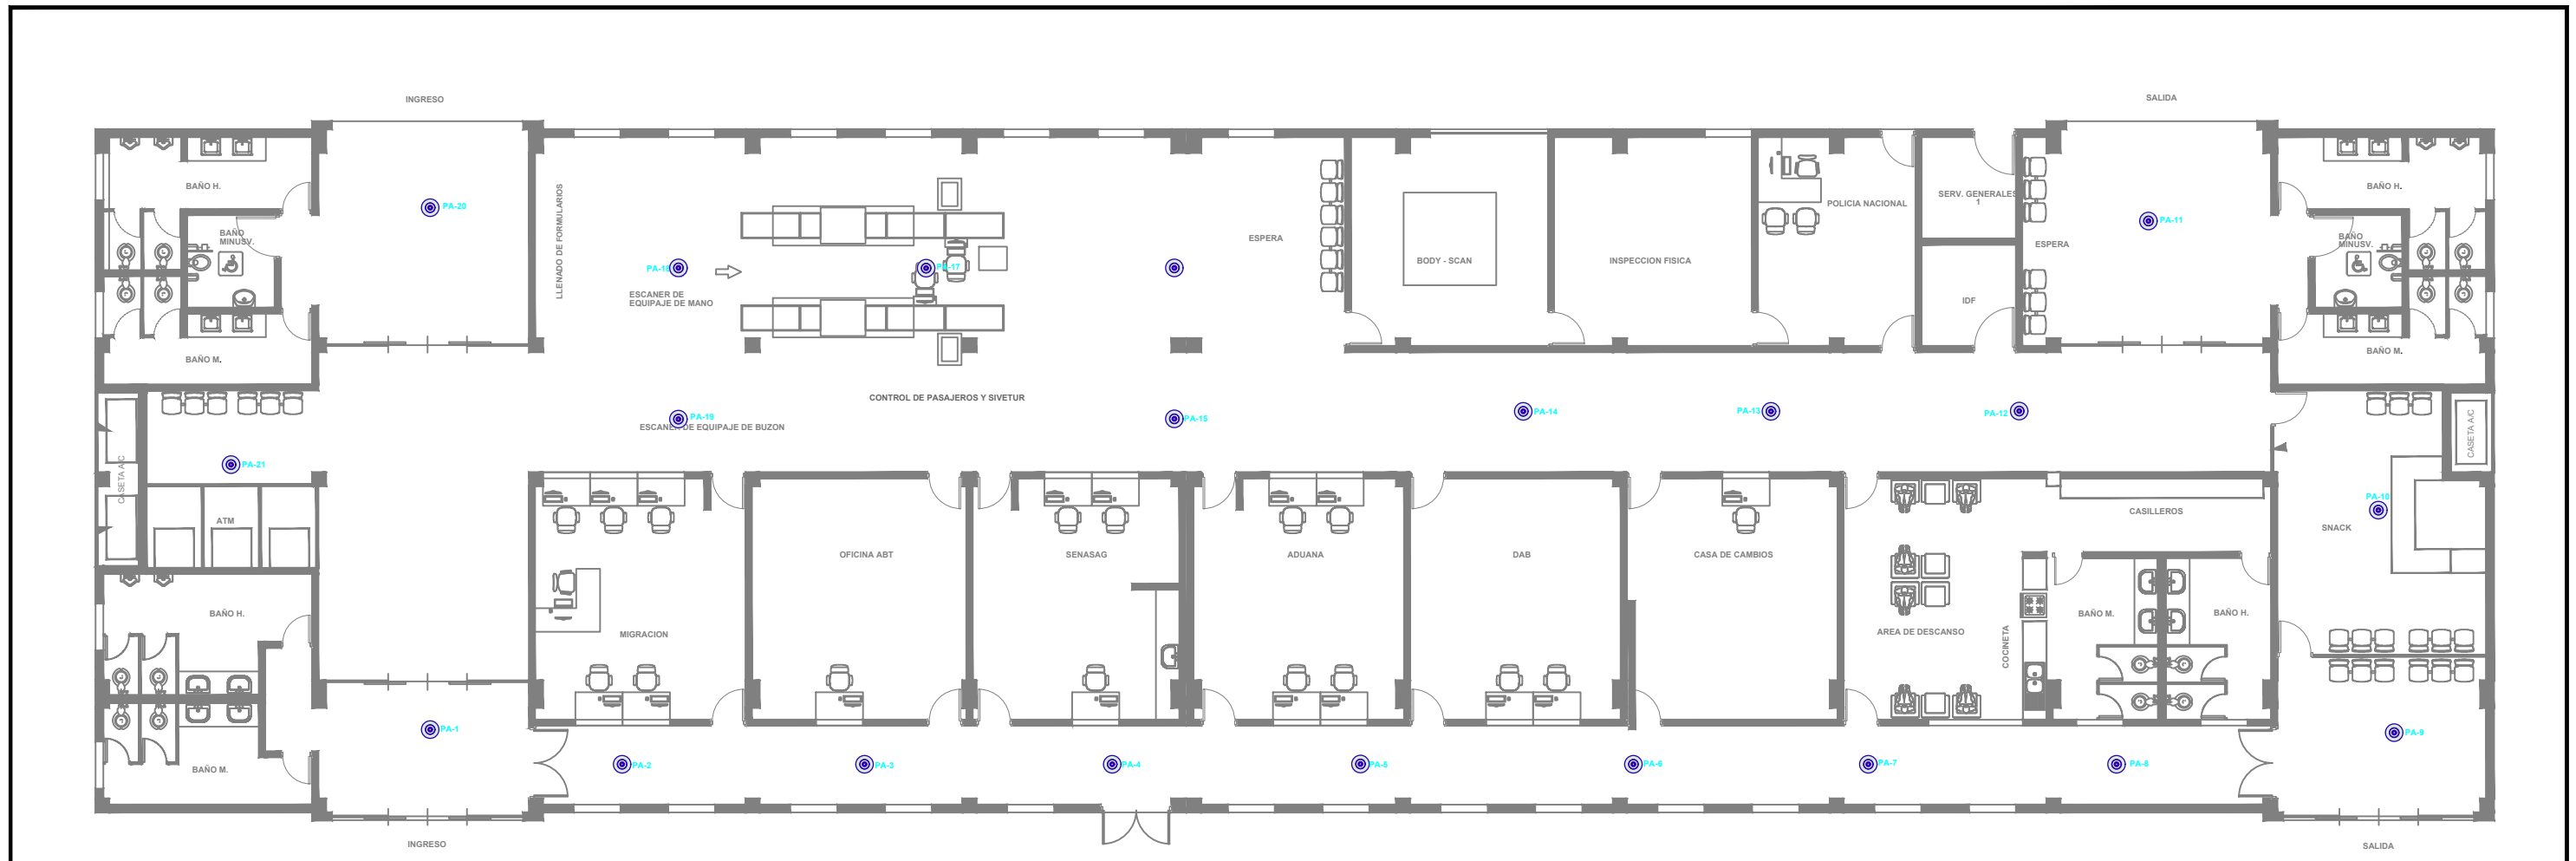 INGRESO
SALIDA
BAÑO H.
BAÑO
MINUSV.
BAÑO M.
PA-20
LLENADO DE FORMULARIOS
PA-18
ESCANER DE
EQUIPAJE DE MANO
PA-17
ESPERA
BODY - SCAN
INSPECCION FISICA
POLICIA NACIONAL
SERV. GENERALES
1
IDF
ESPERA
PA-11
BAÑO H.
BAÑO
MINUSV.
BAÑO M.
CONTROL DE PASAJEROS Y SIVETUR
PA-19
ESCANER DE EQUIPAJE DE BUZON
PA-15
PA-14
PA-13
PA-12
CASETA A/C
PA-21
ATM
CASETA A/C
PA-10
SNACK
CASILLEROS
OFICINA ABT
SENASAG
ADUANA
DAB
CASA DE CAMBIOS
MIGRACION
AREA DE DESCANSO
COCINETA
BAÑO M.
BAÑO H.
BAÑO H.
BAÑO M.
PA-1
PA-2
PA-3
PA-4
PA-5
PA-6
PA-7
PA-8
PA-9
INGRESO
SALIDA